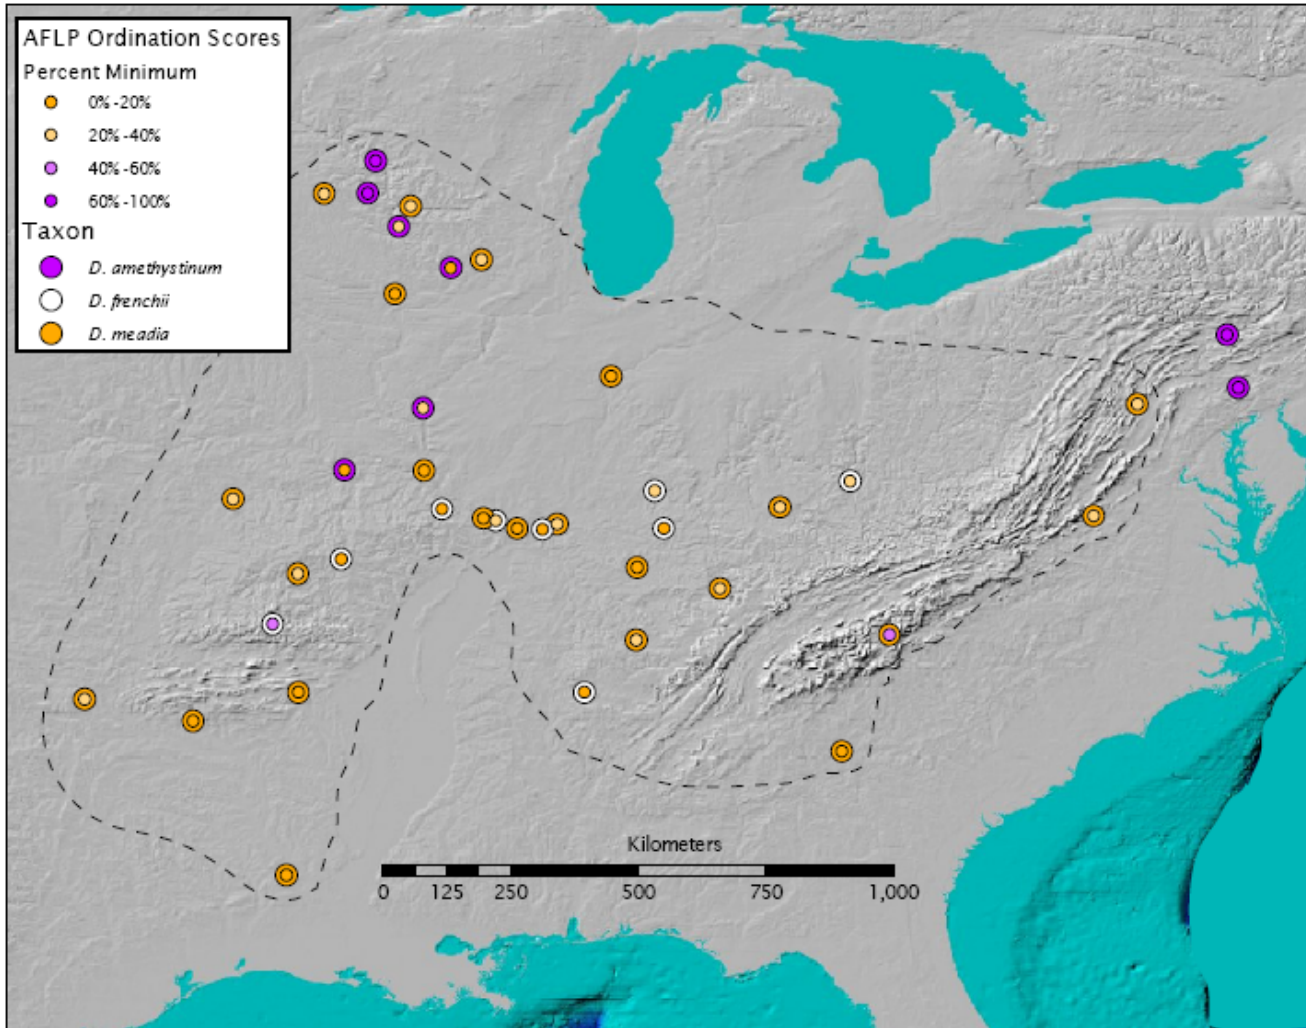 AFLP Ordination Scores
Percent Minimum
0%-20%
20%-40%
40%-60%
60%-100%
Taxon
D. amethystinum
D. frenchii
D. meadia
Kilometers
0 125 250 500 750 1,000